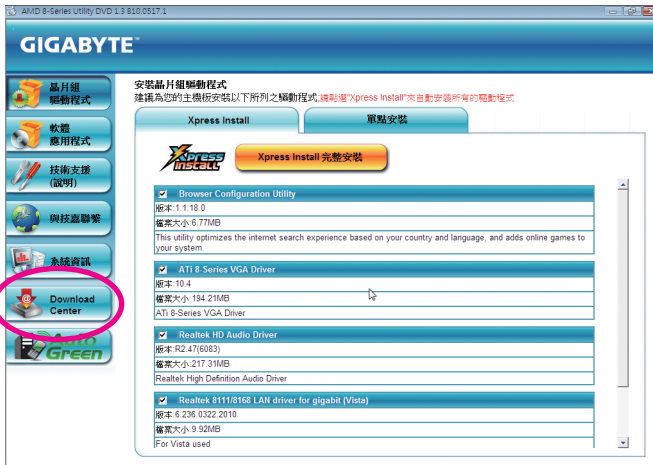 AMD 8-Series Utility DVD 1.3 B10.0517.1
GIGABYTE™
晶片組
驅動程式
軟體
應用程式
技術支援
(說明)
與技嘉聯繫
系統資訊
Download
Center
Auto
Green
安裝晶片組驅動程式
建議為您的主機板安裝以下所列之驅動程式;請點選"Xpress Install"來自動安裝所有的驅動程式
Xpress Install
單點安裝
Xpress
INSTALL
Xpress Install 完整安裝
Browser Configuration Utility
版本:1.1.18.0
檔案大小:6.77MB
This utility optimizes the internet search experience based on your country and language, and adds online games to
your system.
ATi 8-Series VGA Driver
版本:10.4
檔案大小:194.21MB
ATi 8-Series VGA Driver
Realtek HD Audio Driver
版本:R2.47(6083)
檔案大小:217.31MB
Realtek High Definition Audio Driver
Realtek 8111/8168 LAN driver for gigabit (Vista)
版本:6.236.0322.2010
檔案大小:9.92MB
For Vista used